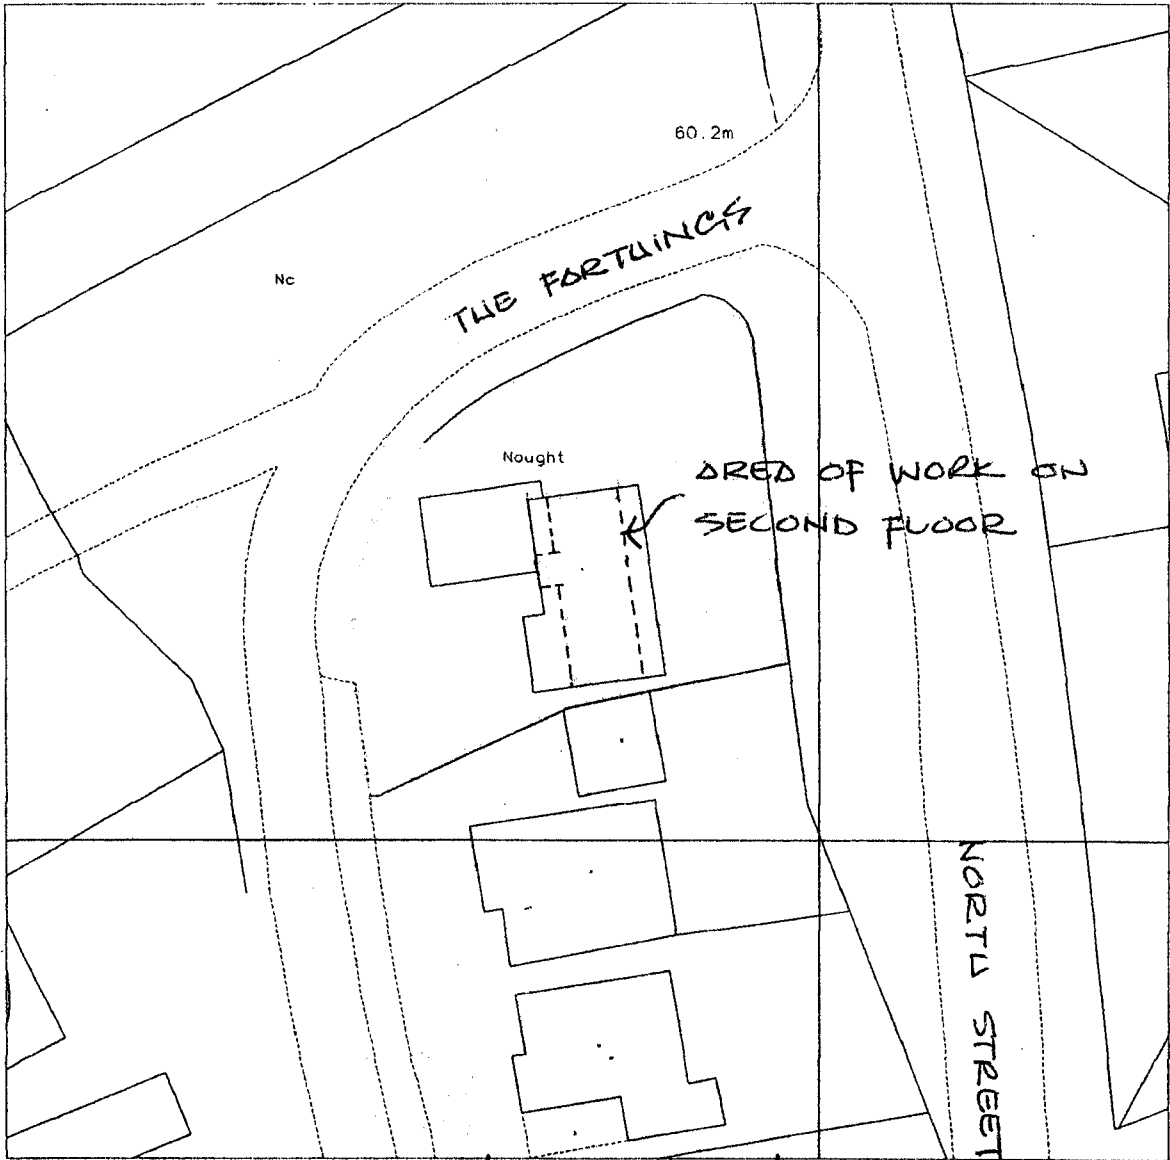 60.2m
THE FORTHINGS
Nc
Nought
AREA OF WORK ON
SECOND FLOOR
NORTH STREET